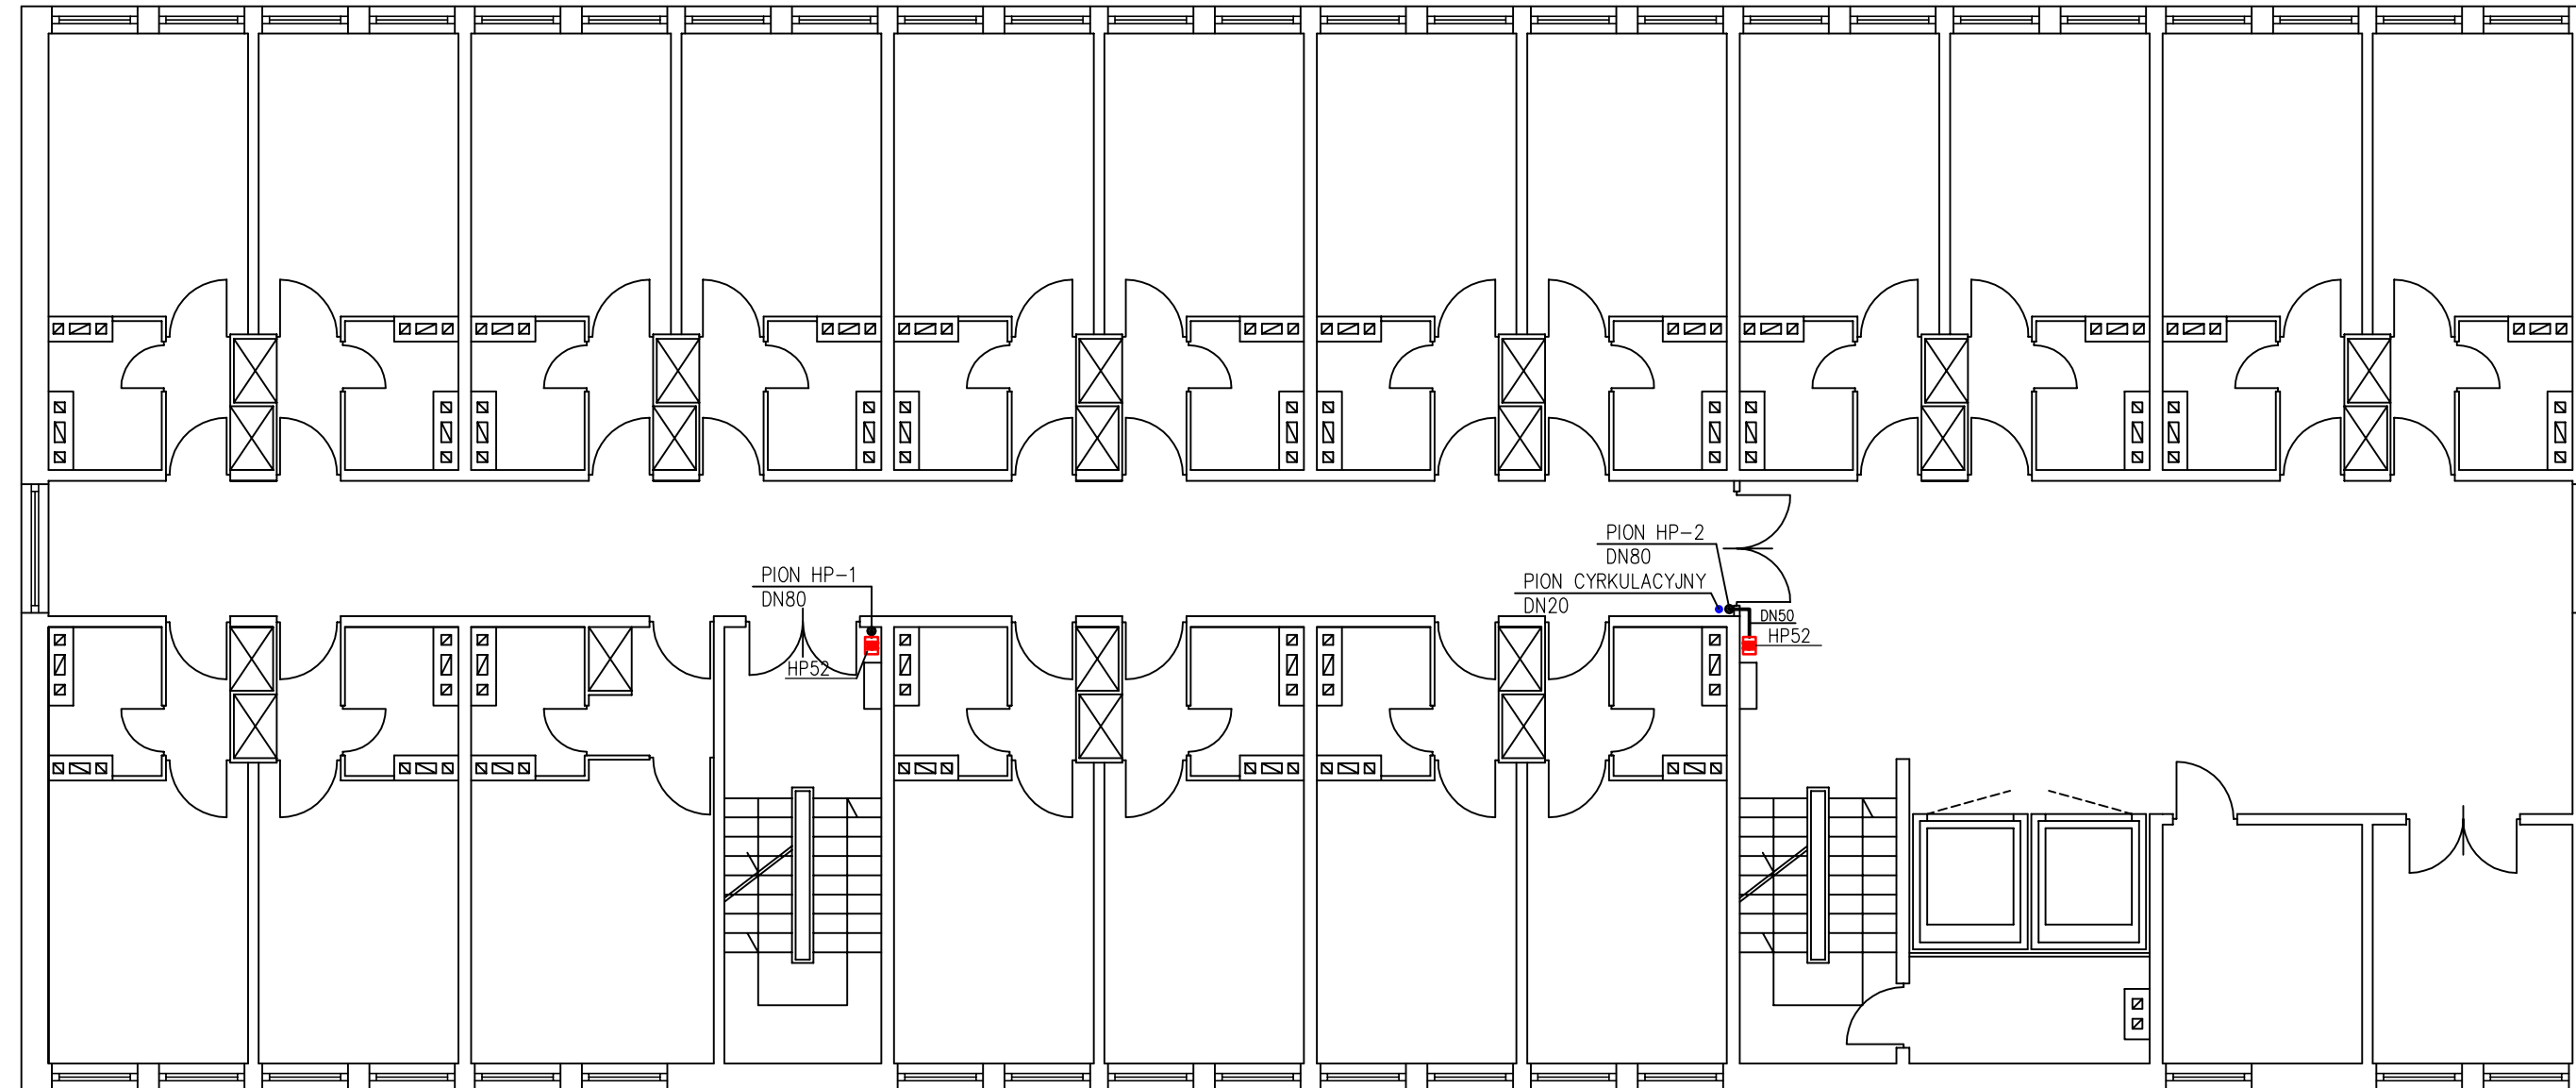 PION HP-2
DN80
PION HP-1
DN80
PION CYRKULACYJNY
DN20
DN50
HP52
HP52